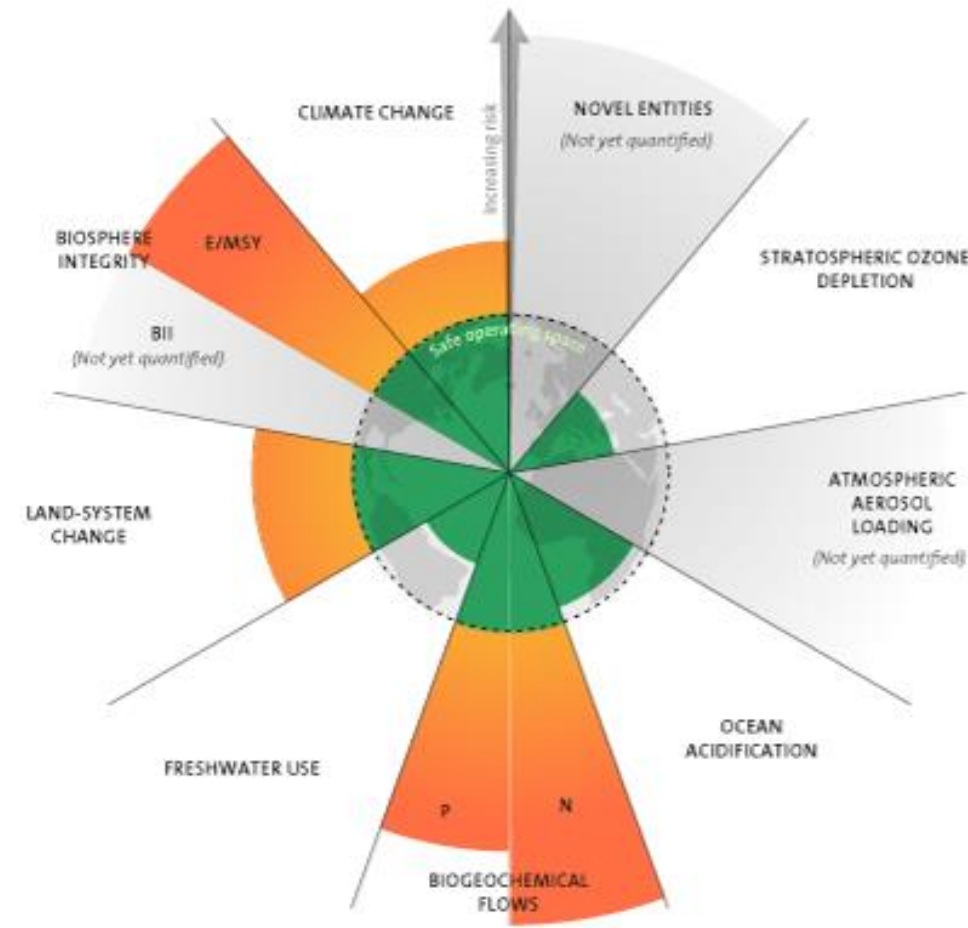 CLIMATE CHANGE
Increasing risk
NOVEL ENTITIES
(Not yet quantified)
STRATOSPHERIC OZONE
DEPLETION
BIOSPHERE
INTEGRITY
E/MSY
BII
(Not yet quantified)
Safe operating space
ATMOSPHERIC
AEROSOL
LOADING
(Not yet quantified)
LAND-SYSTEM
CHANGE
OCEAN
ACIDIFICATION
FRESHWATER USE
P
N
BIOGEOCHEMICAL
FLOWS